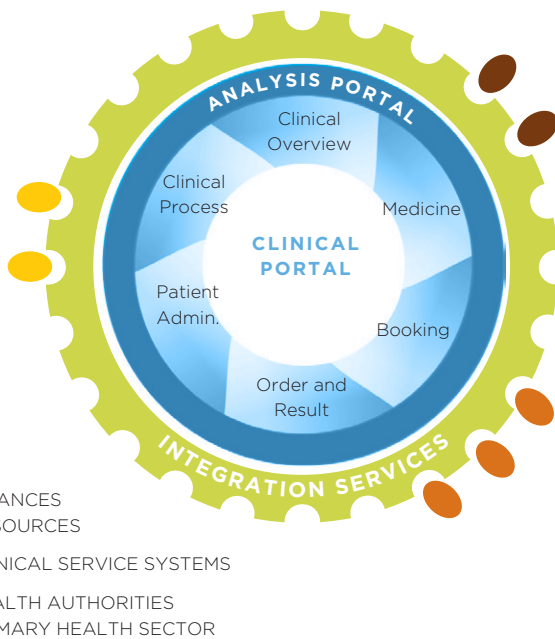 ANALYSIS PORTAL
Clinical
Overview
Clinical
Process
Medicine
CLINICAL
PORTAL
Patient
Admin.
Booking
Order and
Result
INTEGRATION SERVICES
ANCES
SOURCES
NICAL SERVICE SYSTEMS
ALTH AUTHORITIES
MARY HEALTH SECTOR